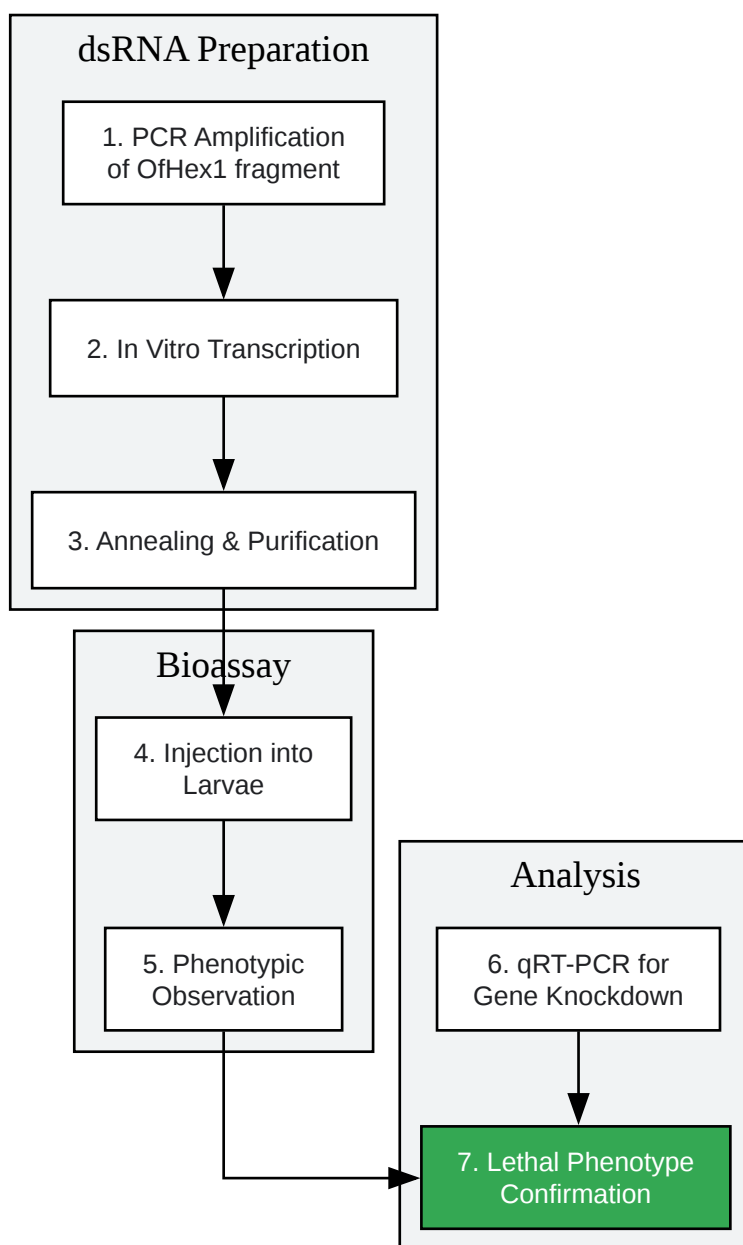 dsRNA Preparation
1. PCR Amplification
of OfHex1 fragment
2. In Vitro Transcription
3. Annealing & Purification
Bioassay
4. Injection into
Larvae
5. Phenotypic
Observation
Analysis
6. qRT-PCR for
Gene Knockdown
7. Lethal Phenotype
Confirmation